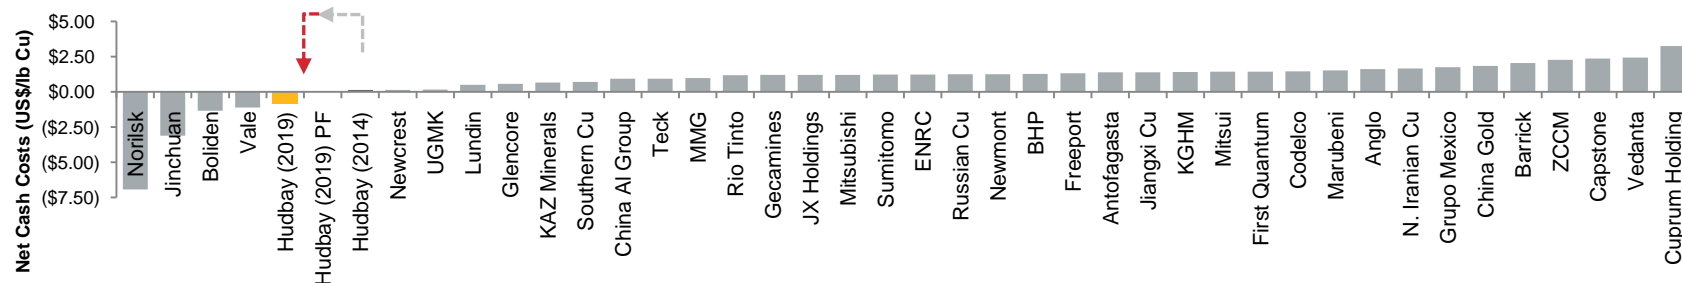 Net Cash Costs (US$/lb Cu)
$5.00
$2.50
$0.00
($2.50)
($5.00)
($7.50)
Norilsk
Jinchuan
Boliden
Vale
Hudbay (2019)
Hudbay (2019) PF
Hudbay (2014)
Newcrest
UGMK
Lundin
Glencore
KAZ Minerals
Southern Cu
China Al Group
Teck
MMG
Rio Tinto
Gecamines
JX Holdings
Mitsubishi
Sumitomo
ENRC
Russian Cu
Newmont
BHP
Freeport
Antofagasta
Jiangxi Cu
KGHM
Mitsui
First Quantum
Codelco
Marubeni
Anglo
N. Iranian Cu
Grupo Mexico
China Gold
Barrick
ZCCM
Capstone
Vedanta
Cuprum Holding